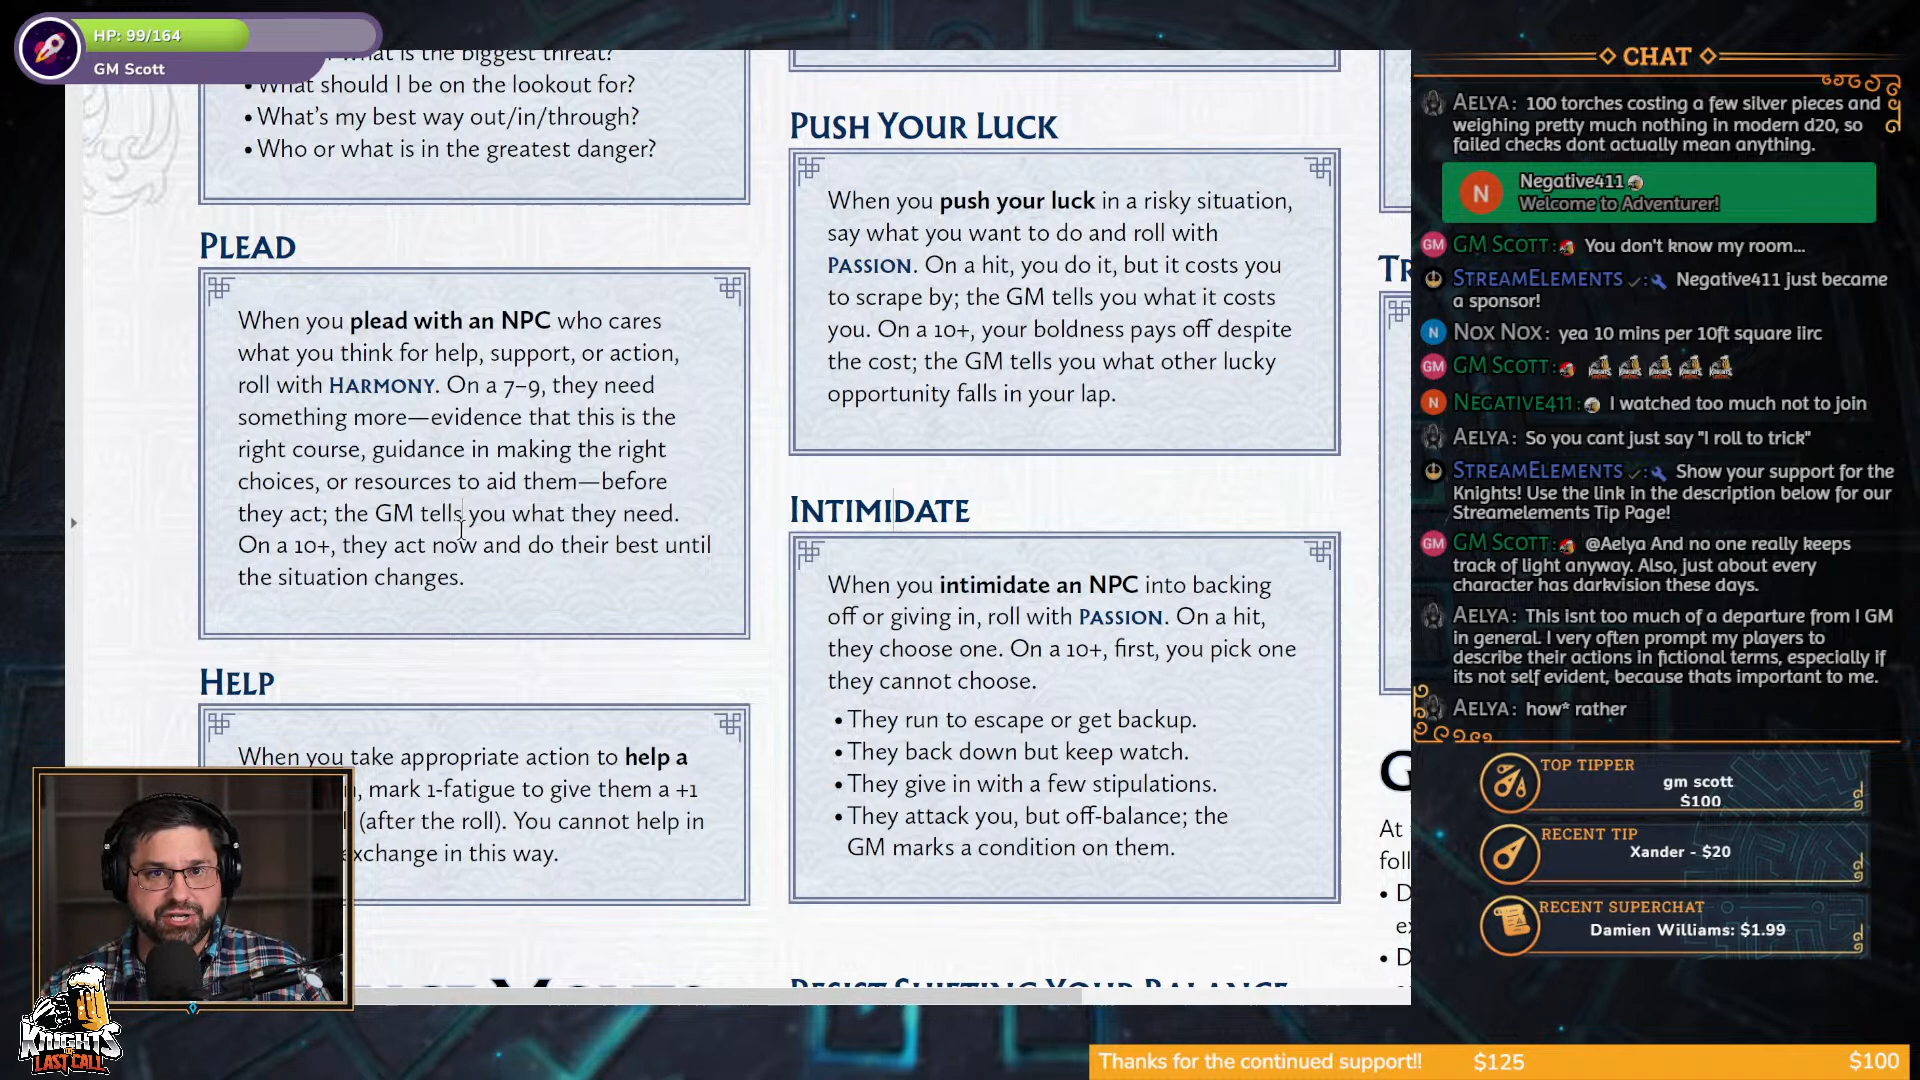 HP: 99/164
GM Scott
what is the biggest threat?
• What should I be on the lookout for?
• What's my best way out/in/through?
• Who or what is in the greatest danger?
PLEAD
When you plead with an NPC who cares
what you think for help, support, or action,
roll with HARMONY. On a 7–9, they need
something more—evidence that this is the
right course, guidance in making the right
choices, or resources to aid them—before
they act; the GM tells you what they need.
On a 10+, they act now and do their best until
the situation changes.
HELP
When you take appropriate action to help a
, mark 1-fatigue to give them a +1
(after the roll). You cannot help in
exchange in this way.
PUSH YOUR LUCK
When you push your luck in a risky situation,
say what you want to do and roll with
PASSION. On a hit, you do it, but it costs you
to scrape by; the GM tells you what it costs
you. On a 10+, your boldness pays off despite
the cost; the GM tells you what other lucky
opportunity falls in your lap.
INTIMIDATE
When you intimidate an NPC into backing
off or giving in, roll with PASSION. On a hit,
they choose one. On a 10+, first, you pick one
they cannot choose.
• They run to escape or get backup.
• They back down but keep watch.
• They give in with a few stipulations.
• They attack you, but off-balance; the
GM marks a condition on them.
RESIST SHIFTING YOUR BALANCE
TR
G
At
foll
• D
ex
• D
CHAT
AELYA: 100 torches costing a few silver pieces and
weighing pretty much nothing in modern d20, so
failed checks dont actually mean anything.
N
Negative411
Welcome to Adventurer!
GM GM SCOTT: You don't know my room...
STREAMELEMENTS: Negative411 just became
a sponsor!
N NOX NOX: yea 10 mins per 10ft square iirc
GM GM SCOTT:
N NEGATIVE411: I watched too much not to join
AELYA: So you cant just say "I roll to trick"
STREAMELEMENTS: Show your support for the
Knights! Use the link in the description below for our
Streamelements Tip Page!
GM GM SCOTT: @Aelya And no one really keeps
track of light anyway. Also, just about every
character has darkvision these days.
AELYA: This isnt too much of a departure from I GM
in general. I very often prompt my players to
describe their actions in fictional terms, especially if
its not self evident, because thats important to me.
AELYA: how* rather
TOP TIPPER
gm scott
$100
RECENT TIP
Xander - $20
RECENT SUPERCHAT
Damien Williams: $1.99
KNIGHTS
LAST CALL
Thanks for the continued support!! $125 $100